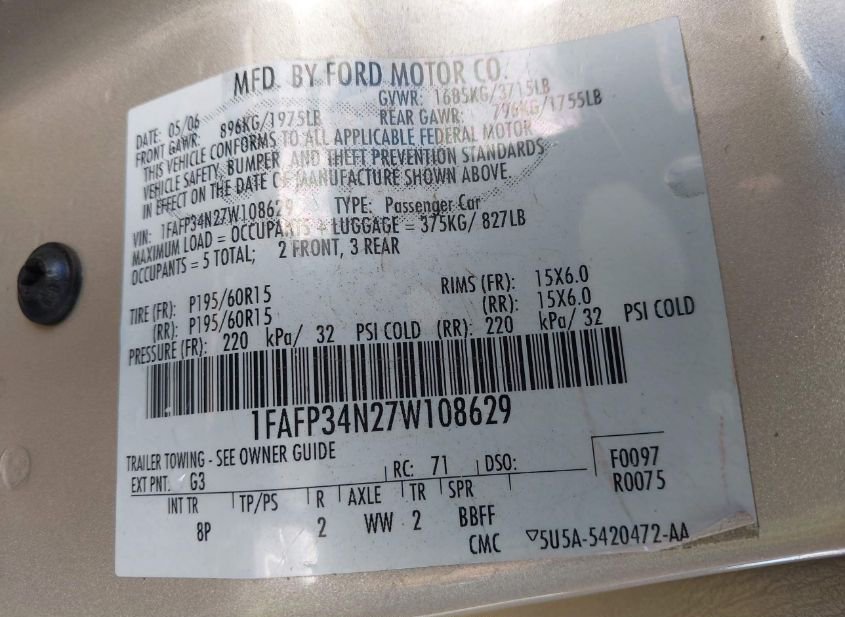 MFD. BY FORD MOTOR CO.
DATE: 05/06 GVWR: 1685KG/3715LB
FRONT GAWR: 896KG/1975LB REAR GAWR: 796KG/1755LB
THIS VEHICLE CONFORMS TO ALL APPLICABLE FEDERAL MOTOR
VEHICLE SAFETY, BUMPER, AND THEFT PREVENTION STANDARDS
IN EFFECT ON THE DATE OF MANUFACTURE SHOWN ABOVE.
VIN: 1FAFP34N27W108629 TYPE: Passenger Car
MAXIMUM LOAD = OCCUPANTS + LUGGAGE = 375KG/ 827LB
OCCUPANTS = 5 TOTAL; 2 FRONT, 3 REAR
TIRE (FR): P195/60R15 RIMS (FR): 15X6.0
(RR): P195/60R15 (RR): 15X6.0
PRESSURE (FR): 220 kPa/ 32 PSI COLD (RR): 220 kPa/ 32 PSI COLD
1FAFP34N27W108629
TRAILER TOWING - SEE OWNER GUIDE
EXT PNT: G3 RC: 71 DSO: F0097
R0075
INT TR TP/PS R AXLE TR SPR
8P 2 WW 2 BBFF
CMC ▽5U5A-5420472-AA